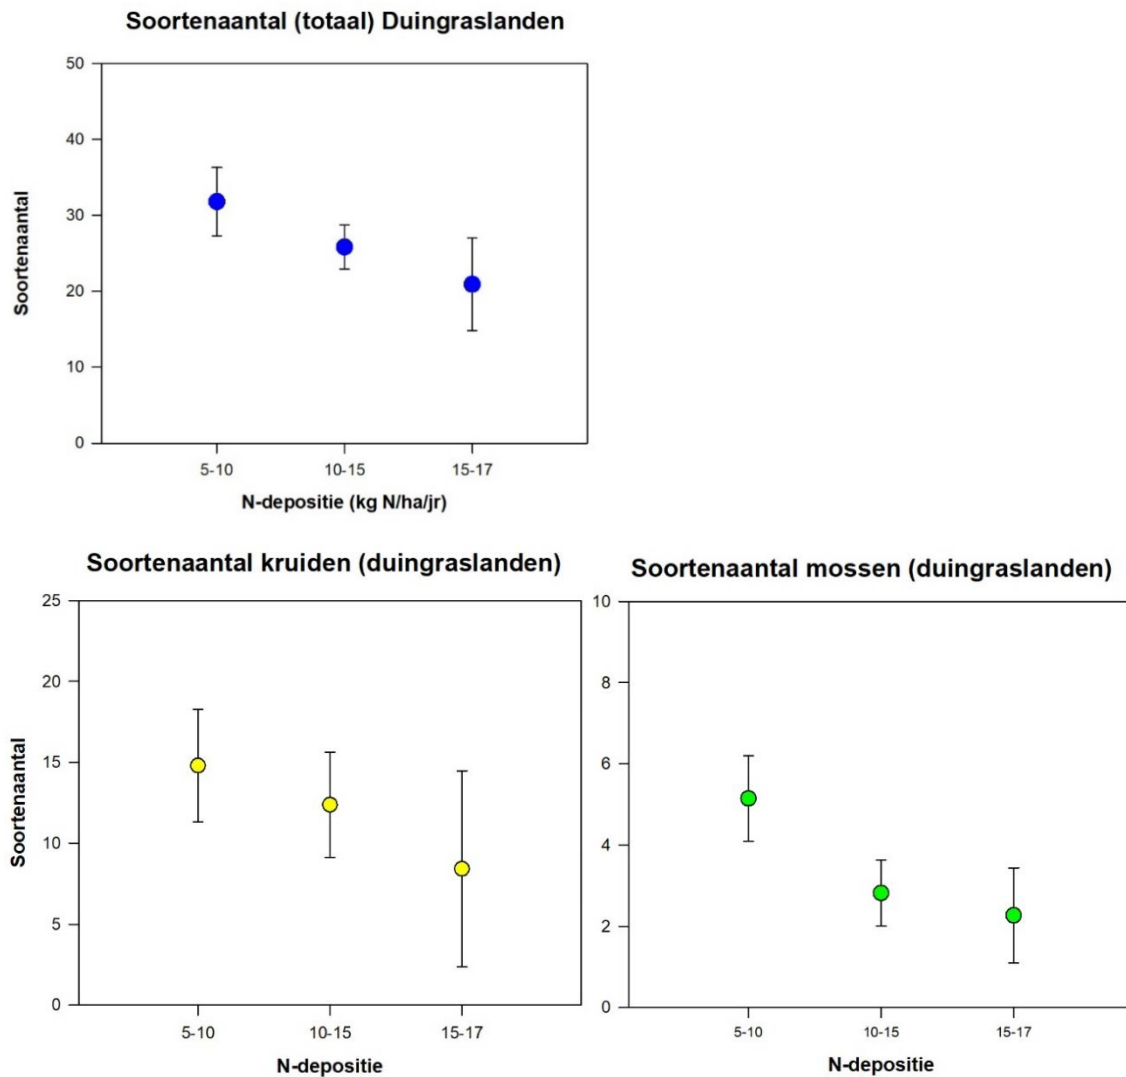 Soortenaantal (totaal) Duingraslanden
50
40
30
20
10
0
Soortenaantal
5-10 10-15 15-17
N-depositie (kg N/ha/jr)
Soortenaantal kruiden (duingraslanden)
25
20
15
10
5
0
Soortenaantal
5-10 10-15 15-17
N-depositie
Soortenaantal mossen (duingraslanden)
10
8
6
4
2
0
5-10 10-15 15-17
N-depositie